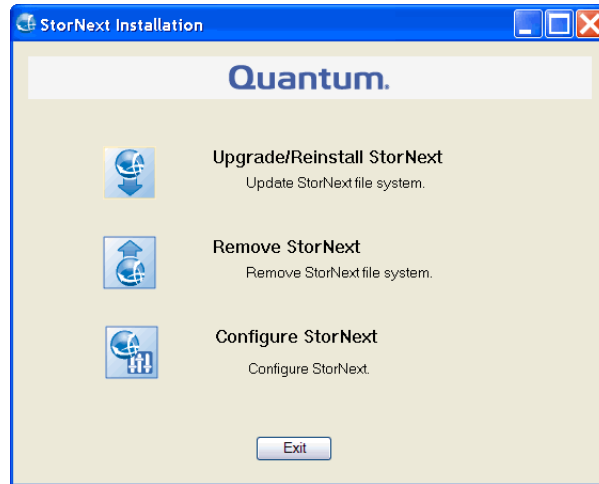 StorNext Installation
Quantum.
Upgrade/Reinstall StorNext
Update StorNext file system.
Remove StorNext
Remove StorNext file system.
Configure StorNext
Configure StorNext.
Exit